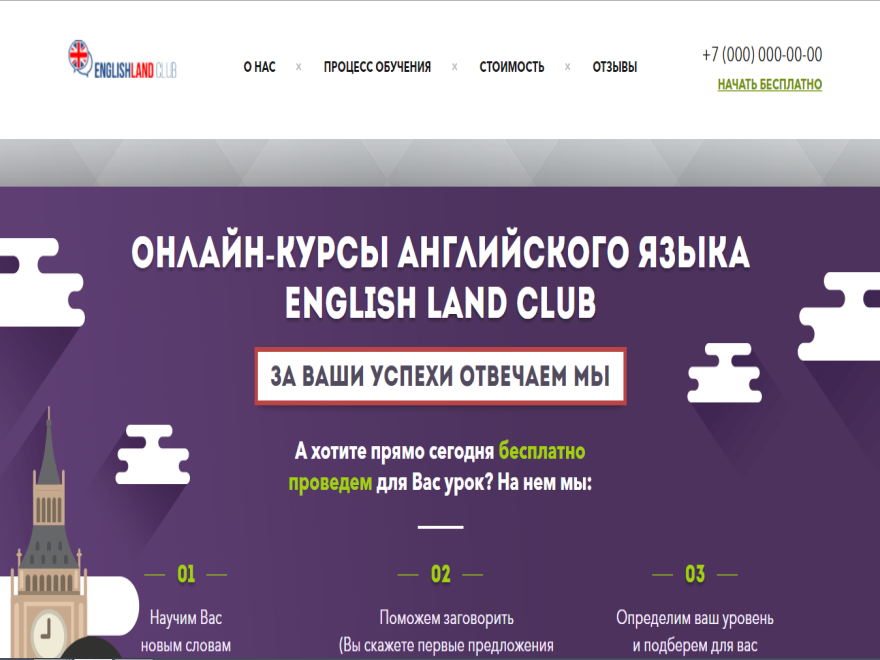 ENGLISHLAND CLUB
О НАС x ПРОЦЕСС ОБУЧЕНИЯ x СТОИМОСТЬ x ОТЗЫВЫ
+7 (000) 000-00-00
НАЧАТЬ БЕСПЛАТНО
ОНЛАЙН-КУРСЫ АНГЛИЙСКОГО ЯЗЫКА
ENGLISH LAND CLUB
ЗА ВАШИ УСПЕХИ ОТВЕЧАЕМ МЫ
А хотите прямо сегодня бесплатно
проведем для Вас урок? На нем мы:
01
Научим Вас
новым словам
02
Поможем заговорить
(Вы скажете первые предложения
03
Определим ваш уровень
и подберем для вас